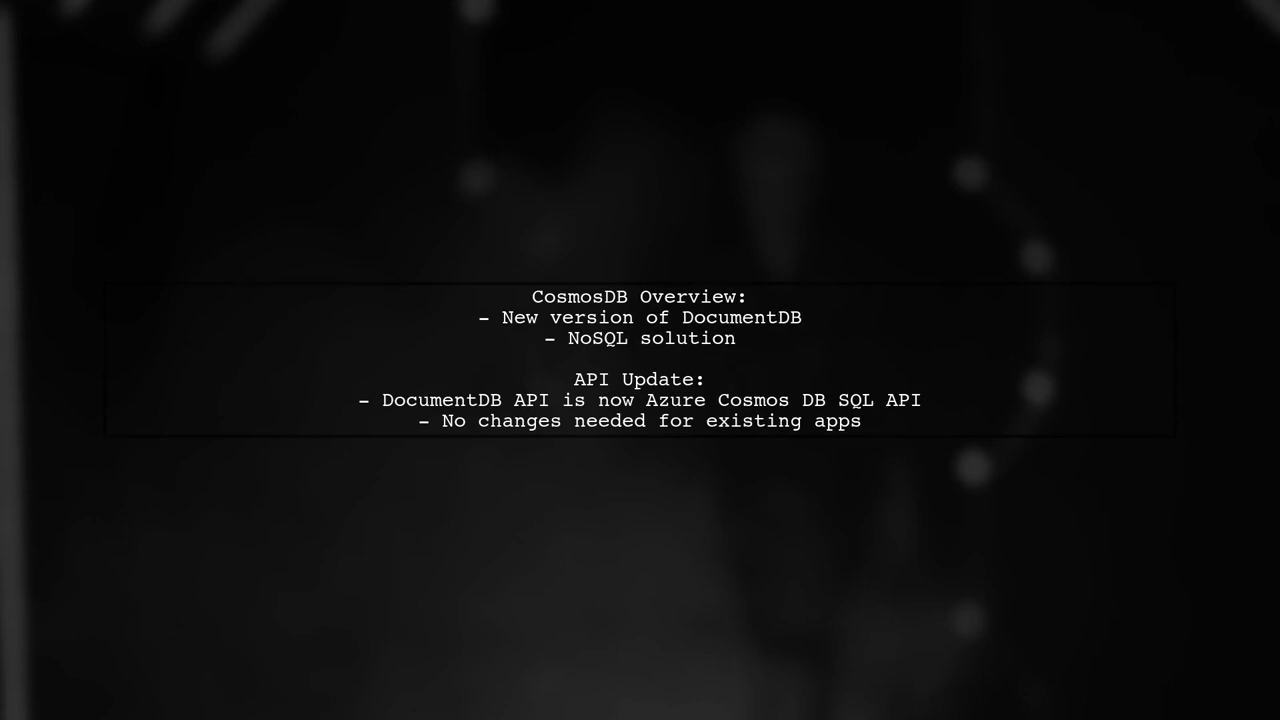 CosmosDB Overview:
- New version of DocumentDB
- NoSQL solution
API Update:
- DocumentDB API is now Azure Cosmos DB SQL API
- No changes needed for existing apps